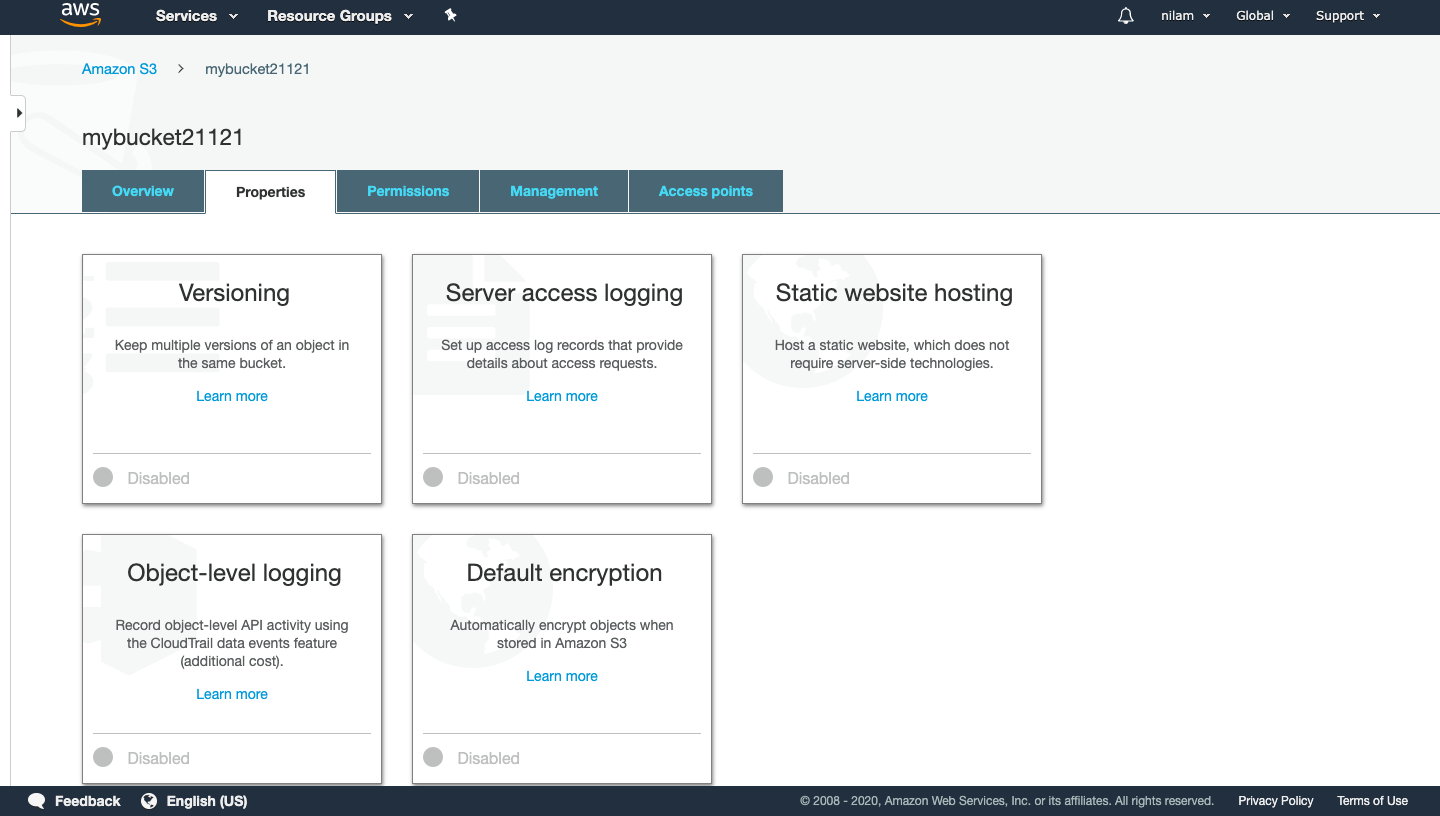 aws Services Resource Groups nilam Global Support
Amazon S3 > mybucket21121
mybucket21121
Overview Properties Permissions Management Access points
Versioning
Keep multiple versions of an object in
the same bucket.
Learn more
Disabled
Server access logging
Set up access log records that provide
details about access requests.
Learn more
Disabled
Static website hosting
Host a static website, which does not
require server-side technologies.
Learn more
Disabled
Object-level logging
Record object-level API activity using
the CloudTrail data events feature
(additional cost).
Learn more
Disabled
Default encryption
Automatically encrypt objects when
stored in Amazon S3
Learn more
Disabled
Feedback English (US) © 2008 - 2020, Amazon Web Services, Inc. or its affiliates. All rights reserved. Privacy Policy Terms of Use